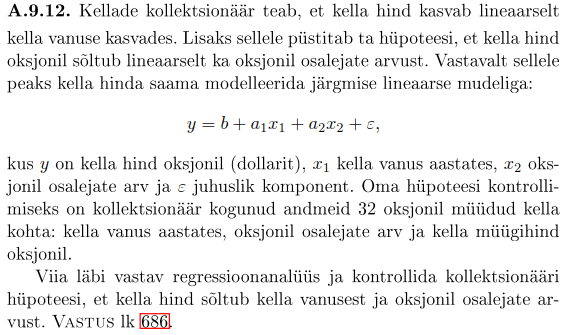 A.9.12. Kellade kollektsionäär teab, et kella hind kasvab lineaarselt
kella vanuse kasvades. Lisaks sellele püstitab ta hüpoteesi, et kella hind
oksjonil sõltub lineaarselt ka oksjonil osalejate arvust. Vastavalt sellele
peaks kella hinda saama modelleerida järgmise lineaarse mudeliga:
y = b + a₁x₁ + a₂x₂ + ε,
kus y on kella hind oksjonil (dollarit), x₁ kella vanus aastates, x₂ oks-
jonil osalejate arv ja ε juhuslik komponent. Oma hüpoteesi kontrolli-
miseks on kollektsionäär kogunud andmeid 32 oksjonil müüdud kella
kohta: kella vanus aastates, oksjonil osalejate arv ja kella müügihind
oksjonil.
Viia läbi vastav regressioonanalüüs ja kontrollida kollektsionääri
hüpoteesi, et kella hind sõltub kella vanusest ja oksjonil osalejate ar-
vust. VASTUS lk 686.